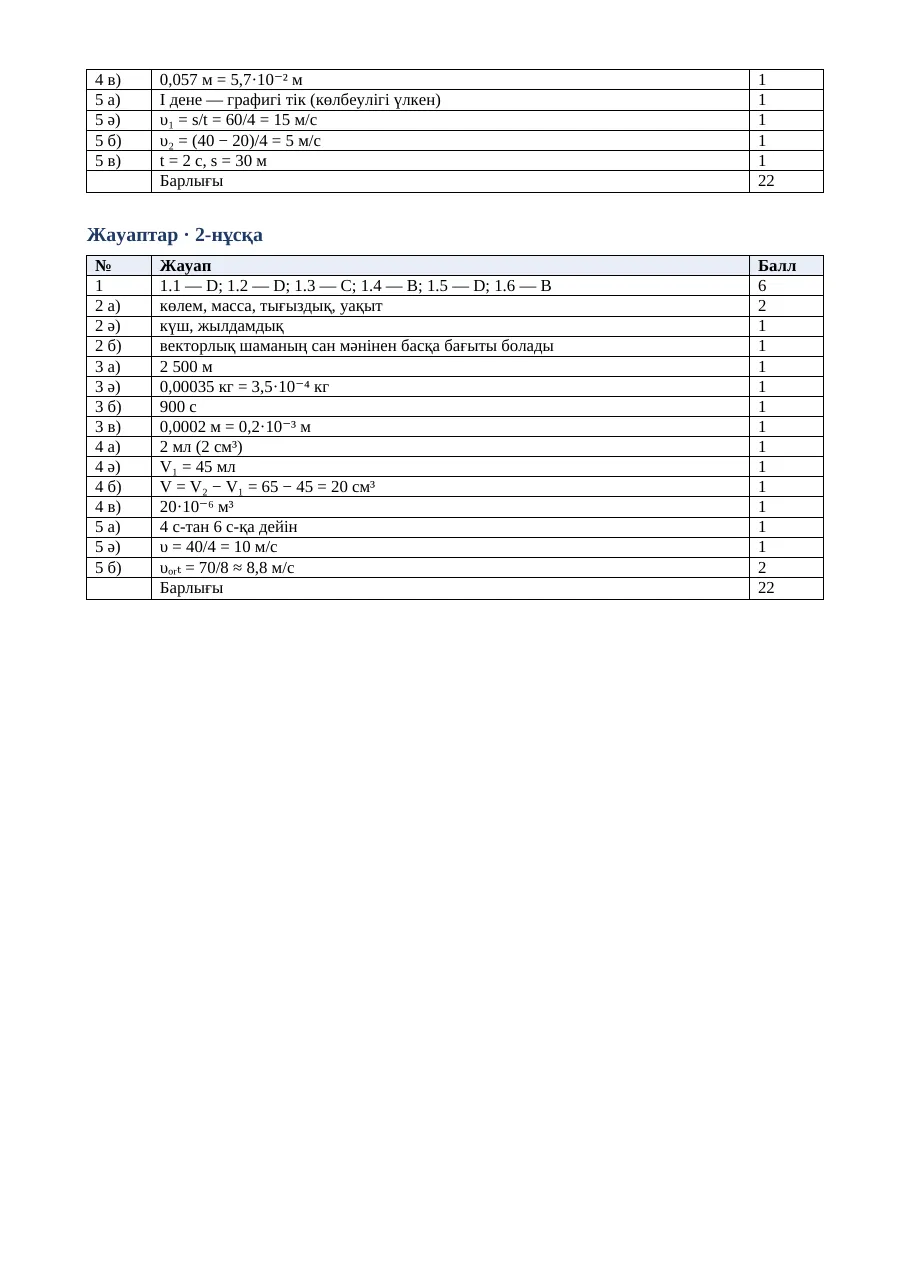 4 в) 0,057 м = 5,7·10⁻² м 1
5 а) I дене — графигі тік (көлбеулігі үлкен) 1
5 ә) υ₁ = s/t = 60/4 = 15 м/с 1
5 б) υ₂ = (40 − 20)/4 = 5 м/с 1
5 в) t = 2 с, s = 30 м 1
Барлығы 22
Жауаптар · 2-нұсқа
№ Жауап Балл
1 1.1 — D; 1.2 — D; 1.3 — C; 1.4 — B; 1.5 — D; 1.6 — B 6
2 а) көлем, масса, тығыздық, уақыт 2
2 ә) күш, жылдамдық 1
2 б) векторлық шаманың сан мәнінен басқа бағыты болады 1
3 а) 2 500 м 1
3 ә) 0,00035 кг = 3,5·10⁻⁴ кг 1
3 б) 900 с 1
3 в) 0,0002 м = 0,2·10⁻³ м 1
4 а) 2 мл (2 см³) 1
4 ә) V₁ = 45 мл 1
4 б) V = V₂ − V₁ = 65 − 45 = 20 см³ 1
4 в) 20·10⁻⁶ м³ 1
5 а) 4 с-тан 6 с-қа дейін 1
5 ә) υ = 40/4 = 10 м/с 1
5 б) υₒᵣₜ = 70/8 ≈ 8,8 м/с 2
Барлығы 22